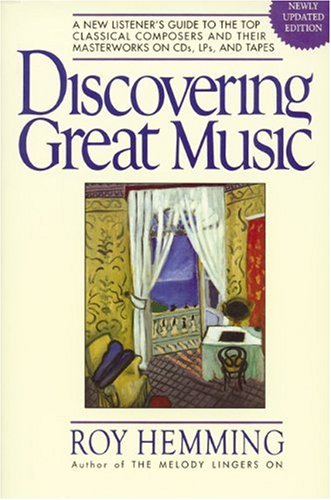 A NEW LISTENER'S GUIDE TO THE TOP
CLASSICAL COMPOSERS AND THEIR
MASTERWORKS ON CDs, LPs, AND TAPES
NEWLY
UPDATED
EDITION
Discovering
Great Music
ROY HEMMING
Author of THE MELODY LINGERS ON